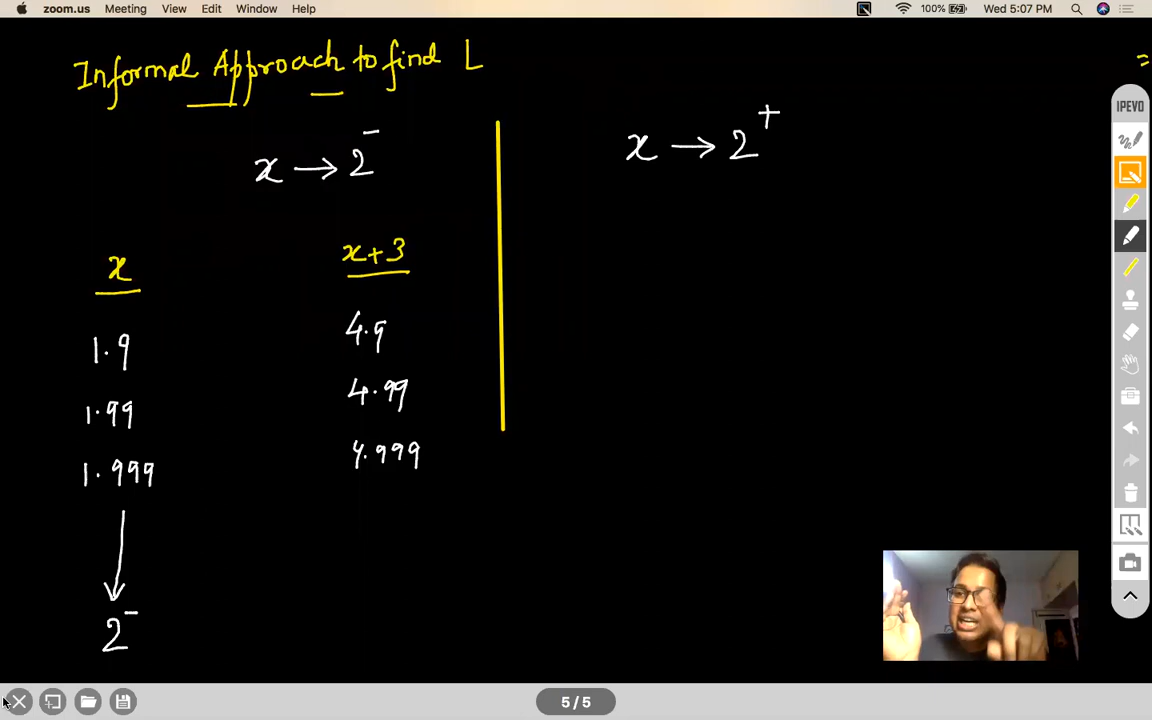 zoom.us Meeting View Edit Window Help 100% Wed 5:07 PM
Informal Approach to find L
=
IPEVO
x → 2⁻
x → 2⁺
x
x+3
1.9
4.9
1.99
4.99
1.999
4.999
2⁻
5 / 5